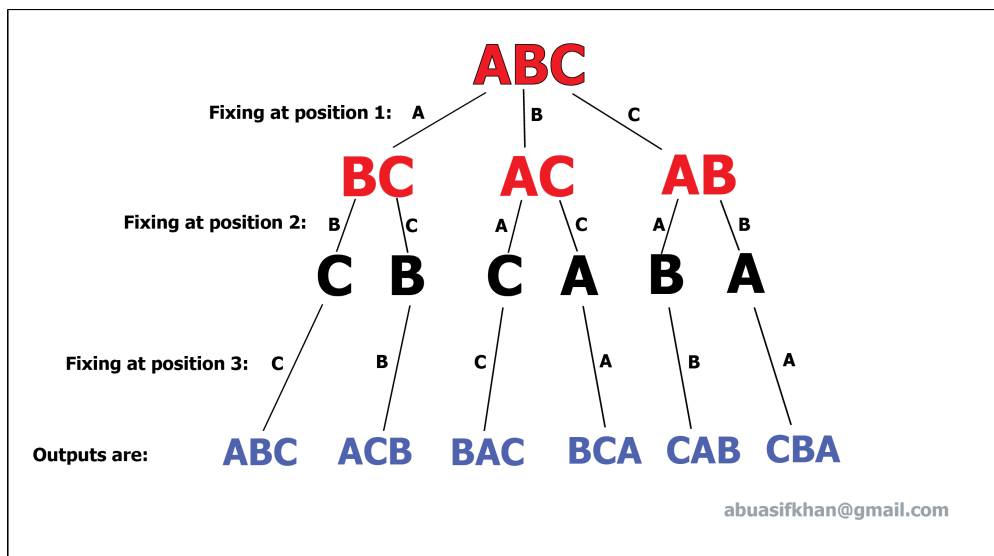 ABC
Fixing at position 1: A B C
BC AC AB
Fixing at position 2: B C A C A B
C B C A B A
Fixing at position 3: C B C A B A
Outputs are: ABC ACB BAC BCA CAB CBA
abuasifkhan@gmail.com